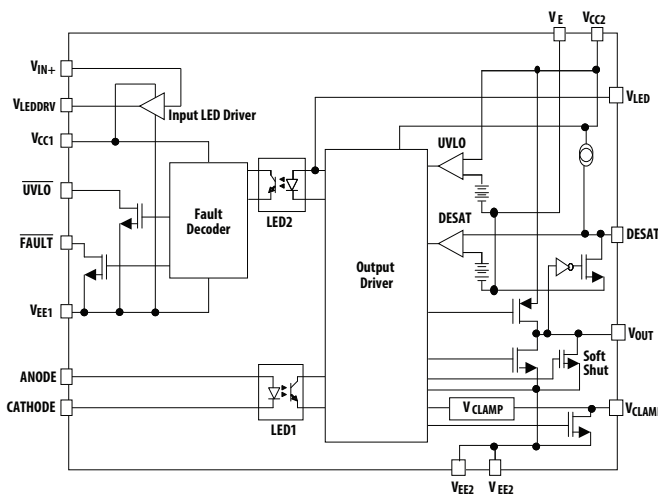 V E
VCC2
VIN+
VLEDDRV
Input LED Driver
VLED
VCC1
UVLO
UVLO
Fault
Decoder
LED2
DESAT
DESAT
FAULT
Output
Driver
VEE1
VOUT
Soft
Shut
ANODE
CATHODE
LED1
V CLAMP
VCLAMP
VEE2
V EE2